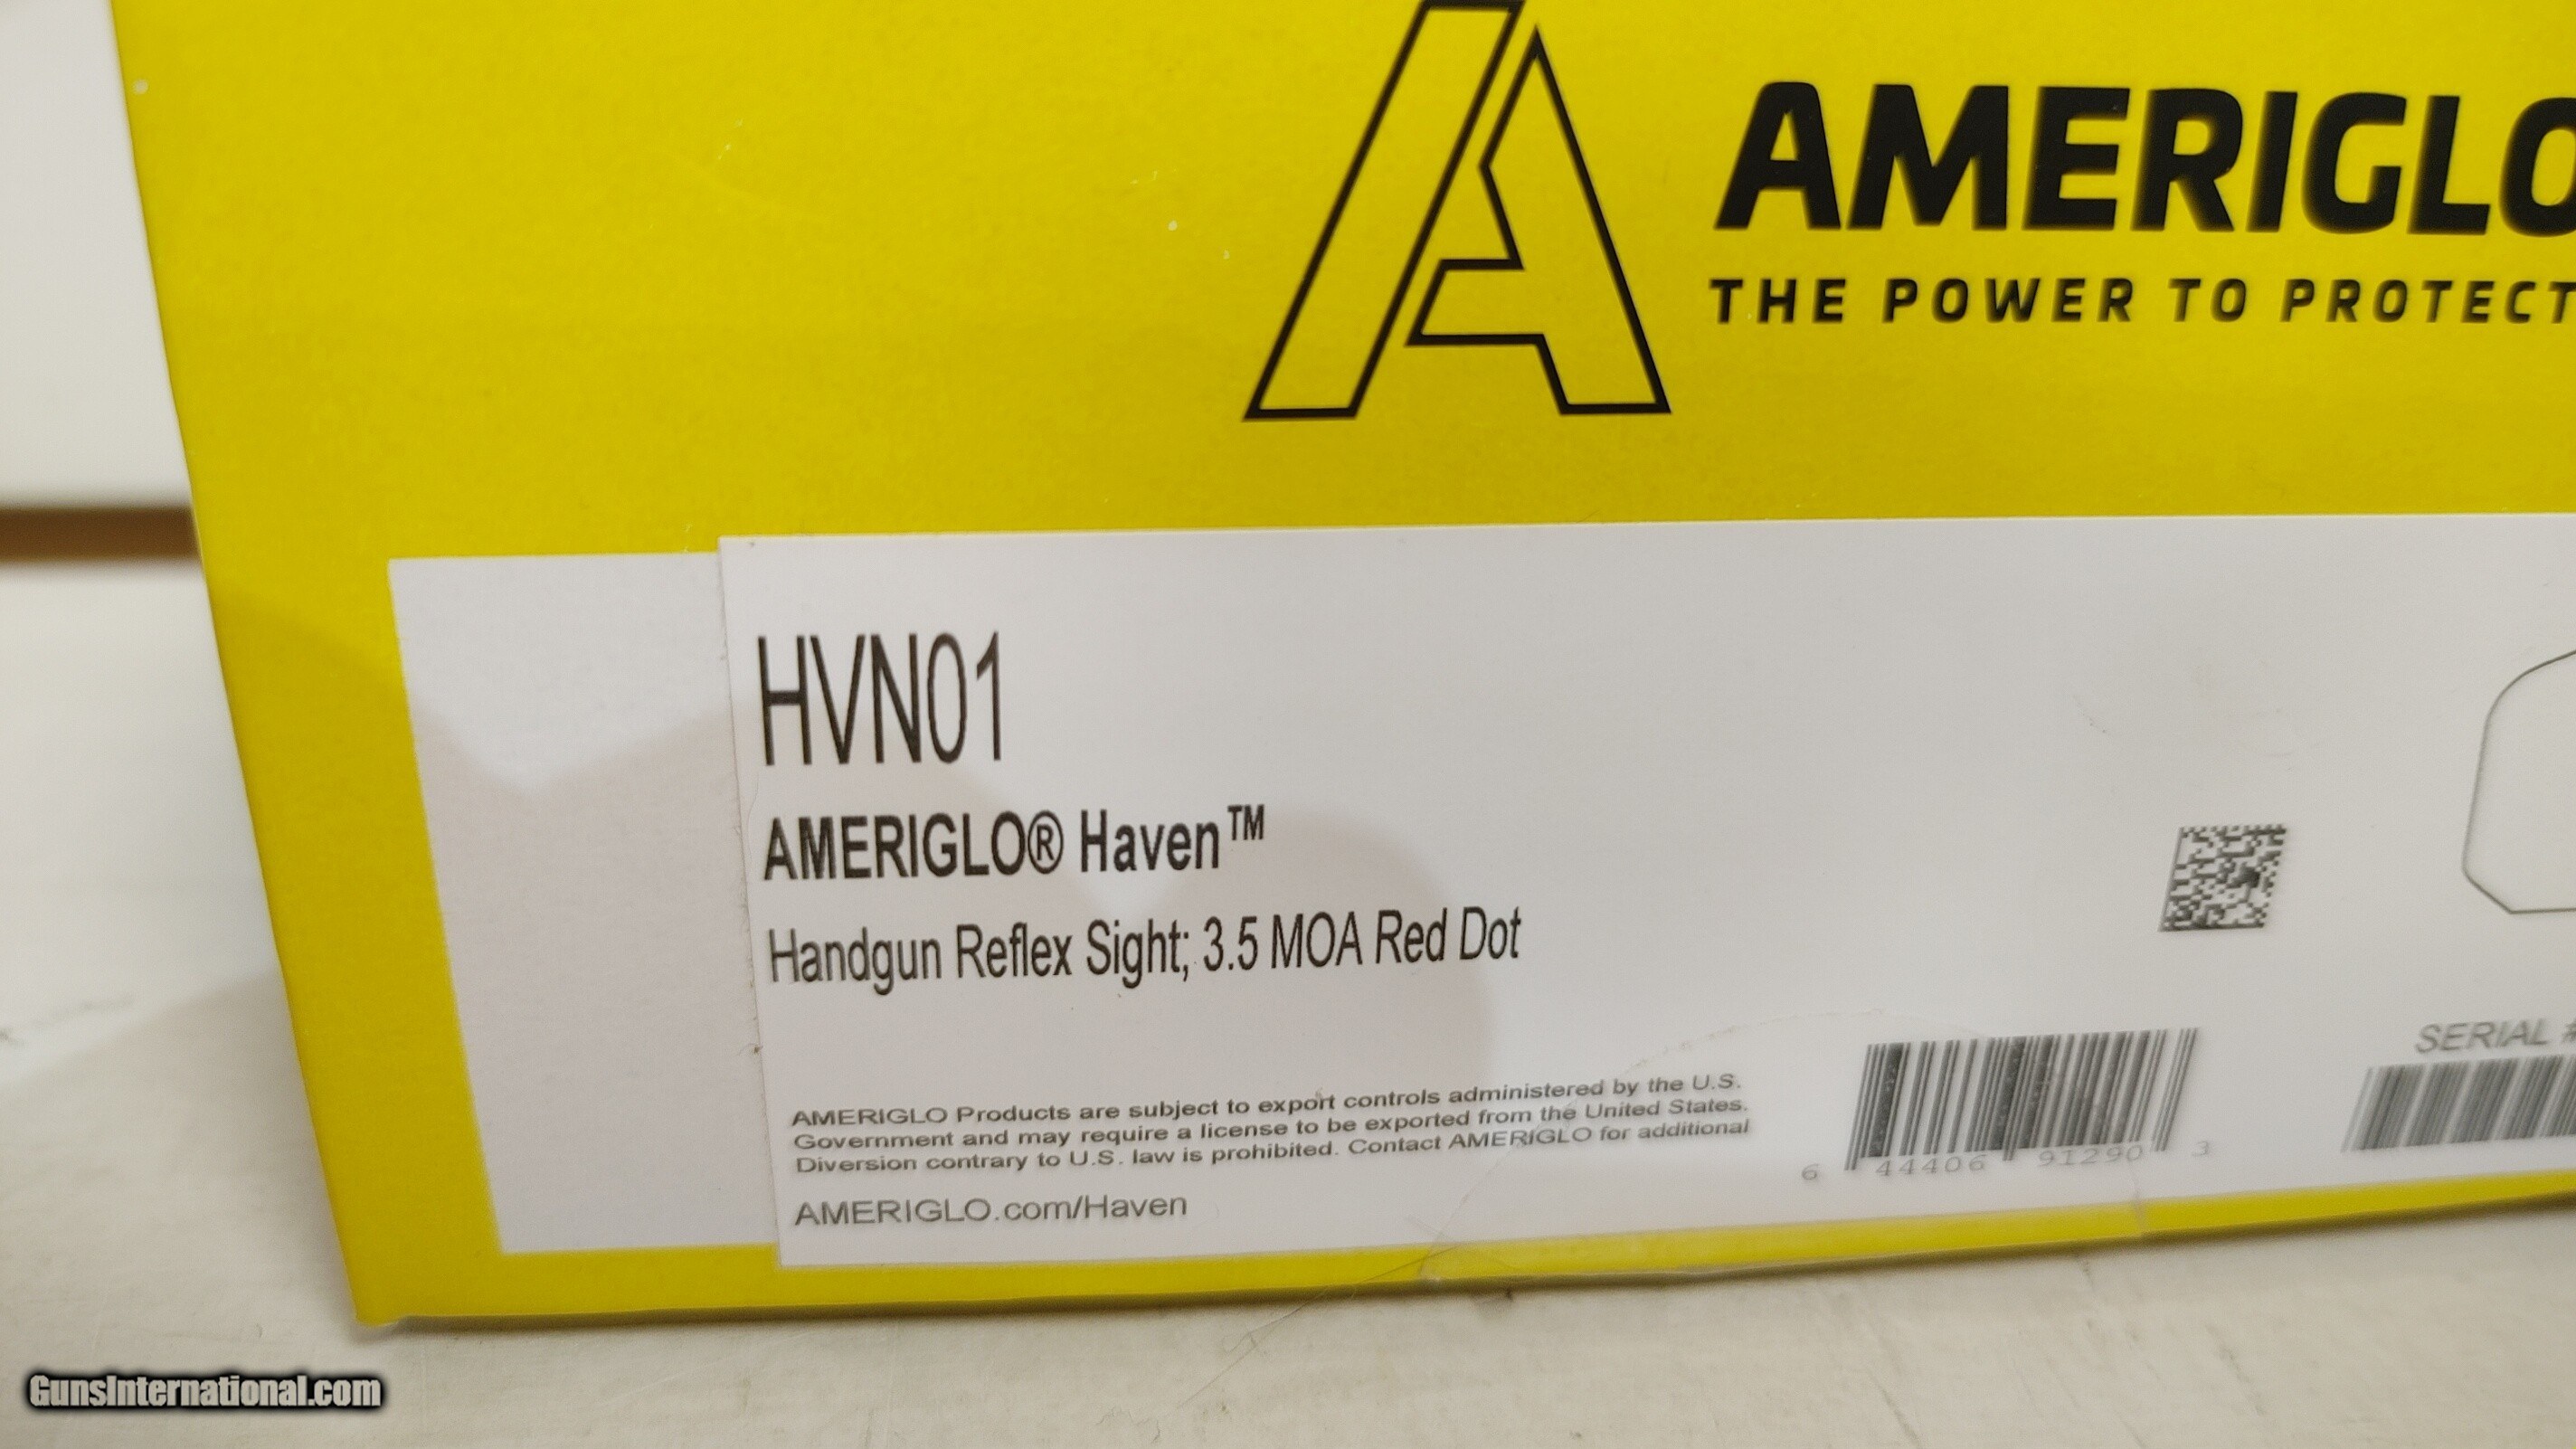 AMERIGLO
THE POWER TO PROTECT
HVN01
AMERIGLO® Haven™
Handgun Reflex Sight; 3.5 MOA Red Dot
AMERIGLO Products are subject to export controls administered by the U.S.
Government and may require a license to be exported from the United States.
Diversion contrary to U.S. law is prohibited. Contact AMERIGLO for additional
AMERIGLO.com/Haven
6 44406 91290 3
SERIAL #
GunsInternational.com